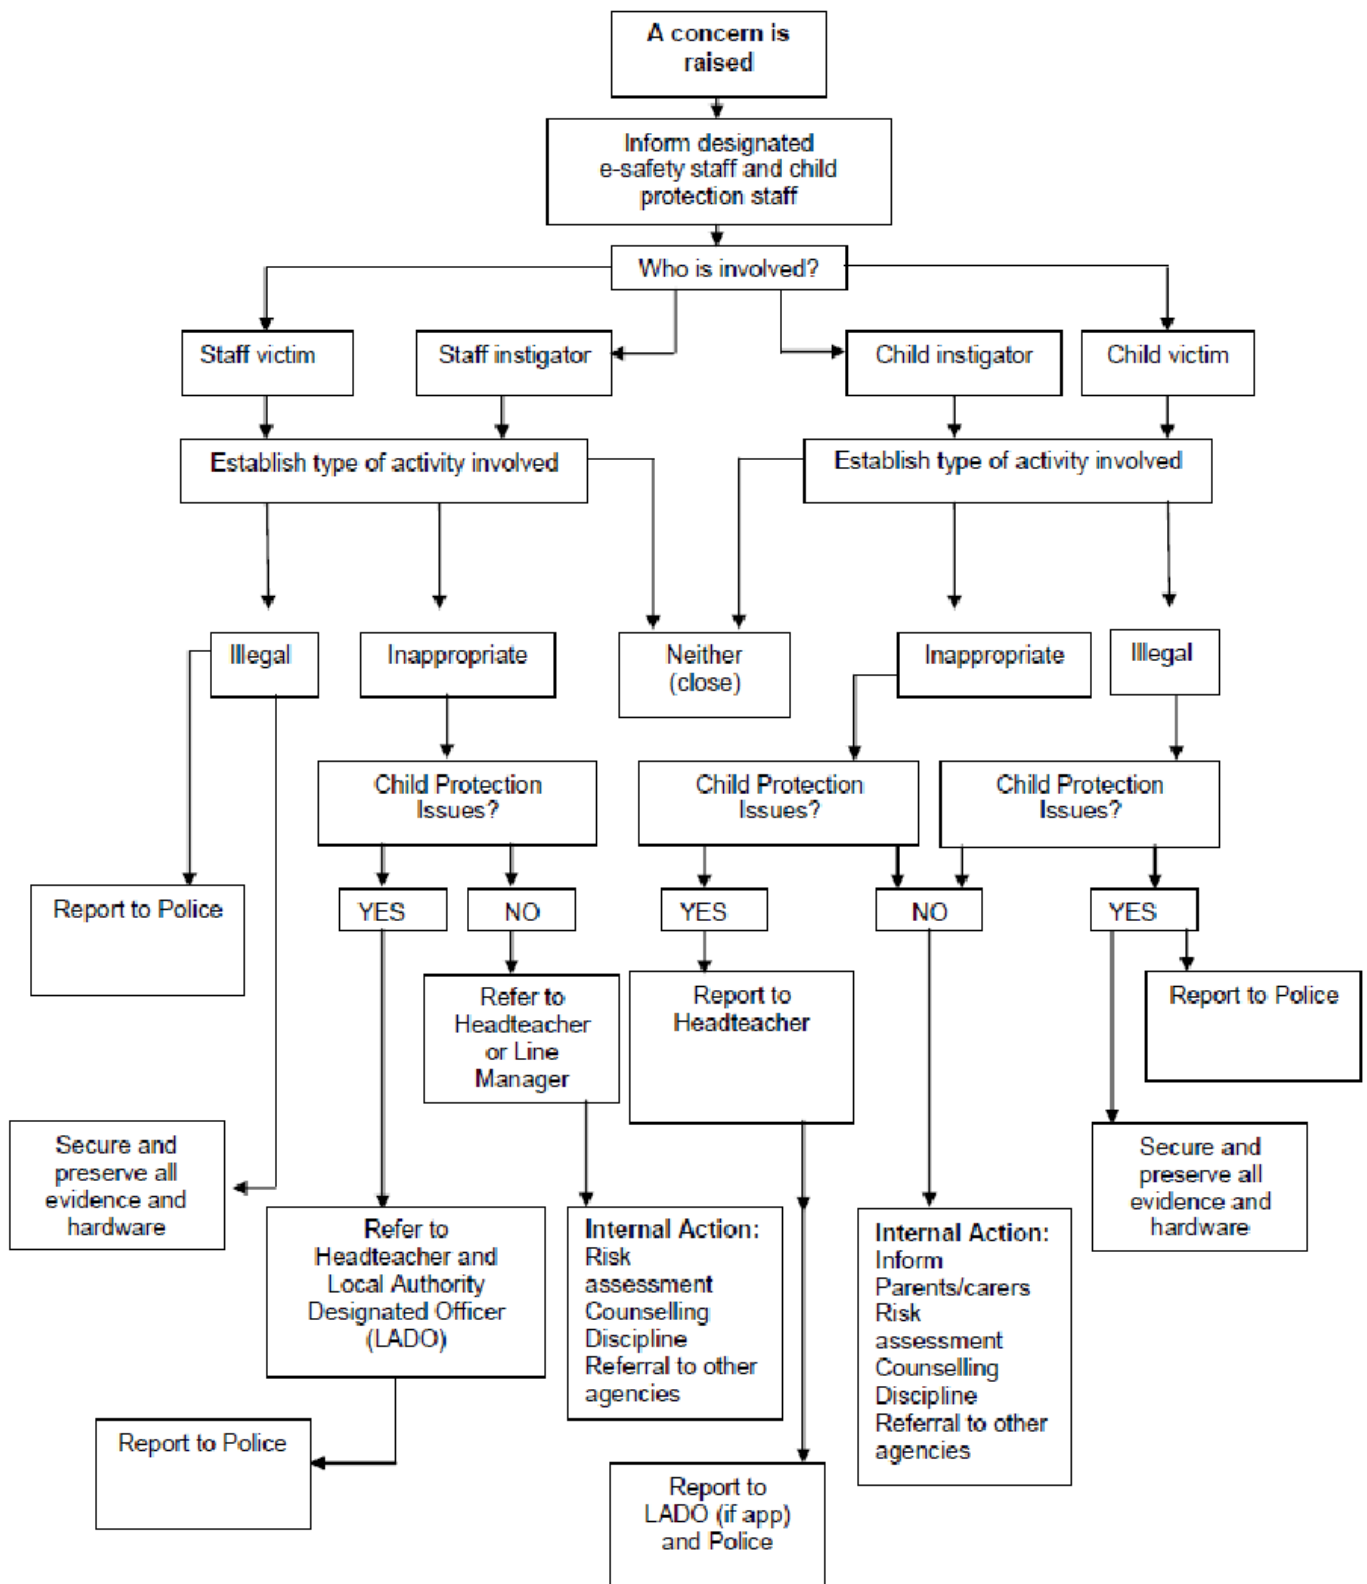 A concern is
raised
Inform designated
e-safety staff and child
protection staff
Who is involved?
Staff victim
Staff instigator
Child instigator
Child victim
Establish type of activity involved
Establish type of activity involved
Illegal
Inappropriate
Neither
(close)
Inappropriate
Illegal
Child Protection
Issues?
Child Protection
Issues?
Child Protection
Issues?
Report to Police
YES
NO
YES
NO
YES
Refer to
Headteacher
or Line
Manager
Report to
Headteacher
Report to Police
Secure and
preserve all
evidence and
hardware
Secure and
preserve all
evidence and
hardware
Refer to
Headteacher and
Local Authority
Designated Officer
(LADO)
Internal Action:
Risk
assessment
Counselling
Discipline
Referral to other
agencies
Internal Action:
Inform
Parents/carers
Risk
assessment
Counselling
Discipline
Referral to other
agencies
Report to Police
Report to
LADO (if app)
and Police